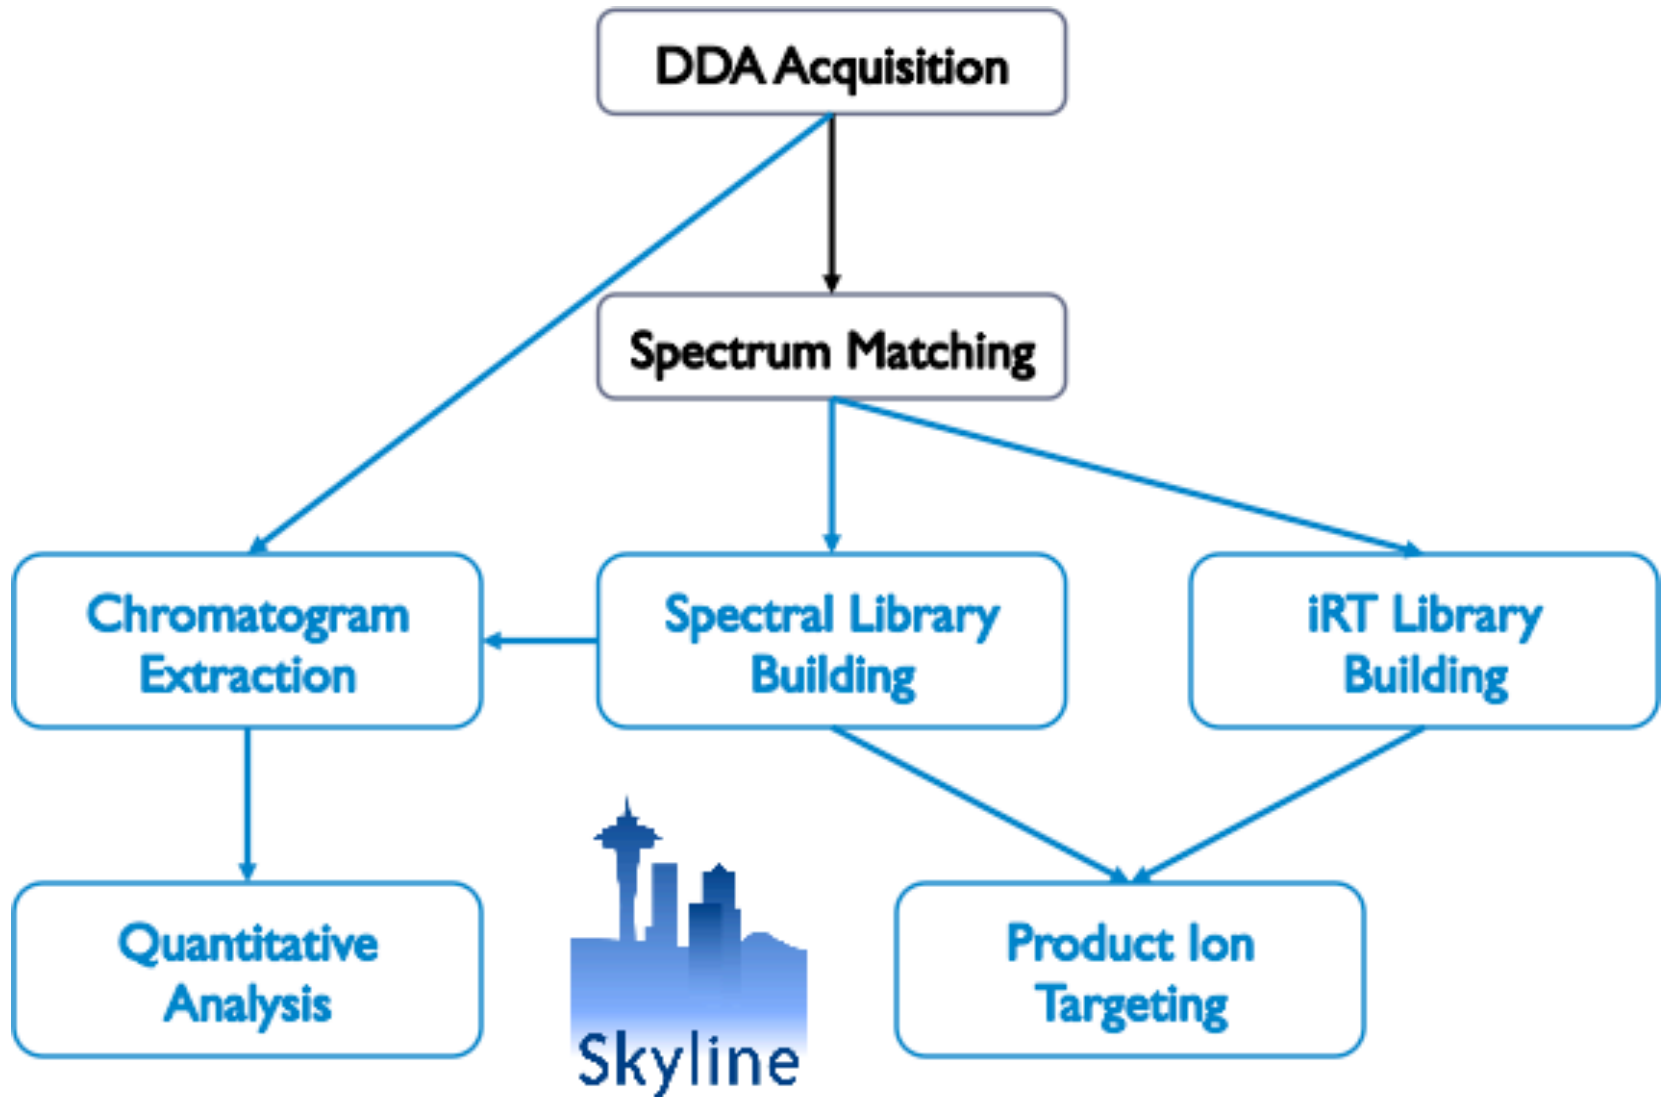 DDA Acquisition
Spectrum Matching
Chromatogram
Extraction
Spectral Library
Building
iRT Library
Building
Quantitative
Analysis
Skyline
Product Ion
Targeting